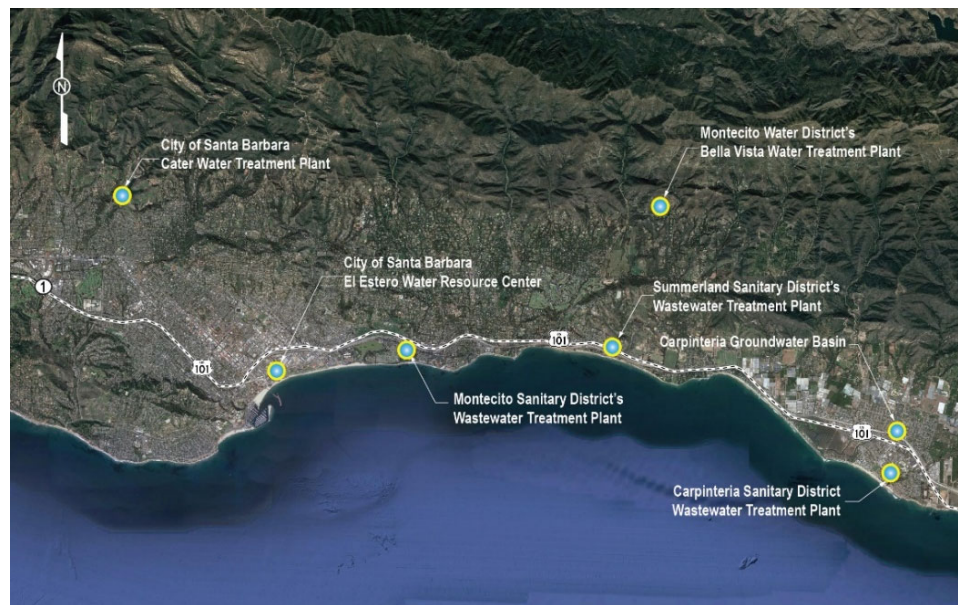 N
City of Santa Barbara
Cater Water Treatment Plant
Montecito Water District's
Bella Vista Water Treatment Plant
City of Santa Barbara
El Estero Water Resource Center
1
Summerland Sanitary District's
Wastewater Treatment Plant
101
101
Carpinteria Groundwater Basin
Montecito Sanitary District's
Wastewater Treatment Plant
101
Carpinteria Sanitary District
Wastewater Treatment Plant